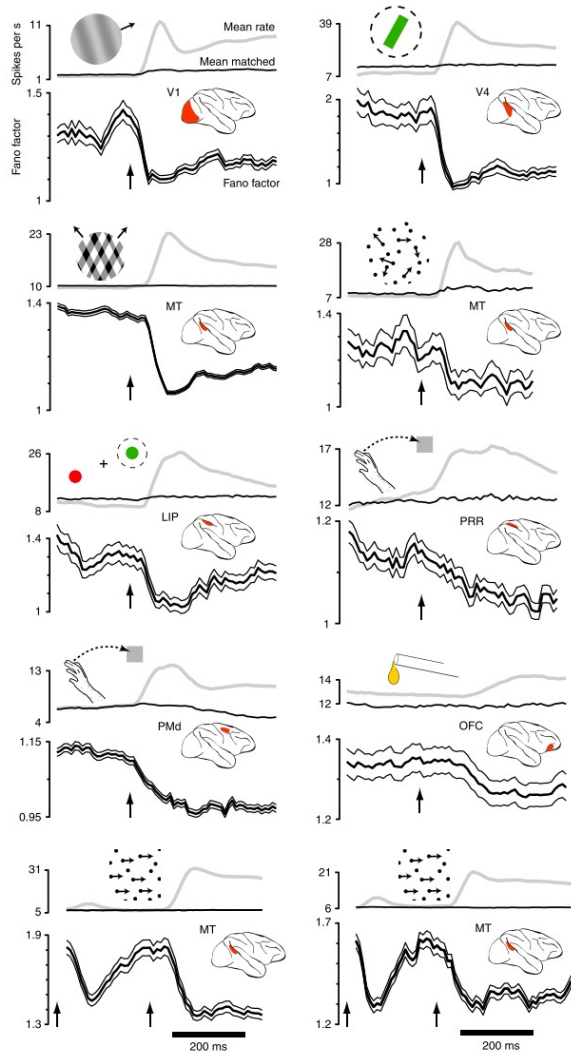 Spikes per s
11
1
Mean rate
Mean matched
39
7
Fano factor
1.5
1
V1
Fano factor
2
1
V4
23
10
1.4
1
MT
28
7
1.4
1
MT
26
8
+
1.4
1
LIP
17
12
1.2
1
PRR
13
4
1.15
0.95
PMd
14
12
1.4
1.2
OFC
31
5
1.9
1.3
MT
200 ms
21
6
1.7
1.2
MT
200 ms